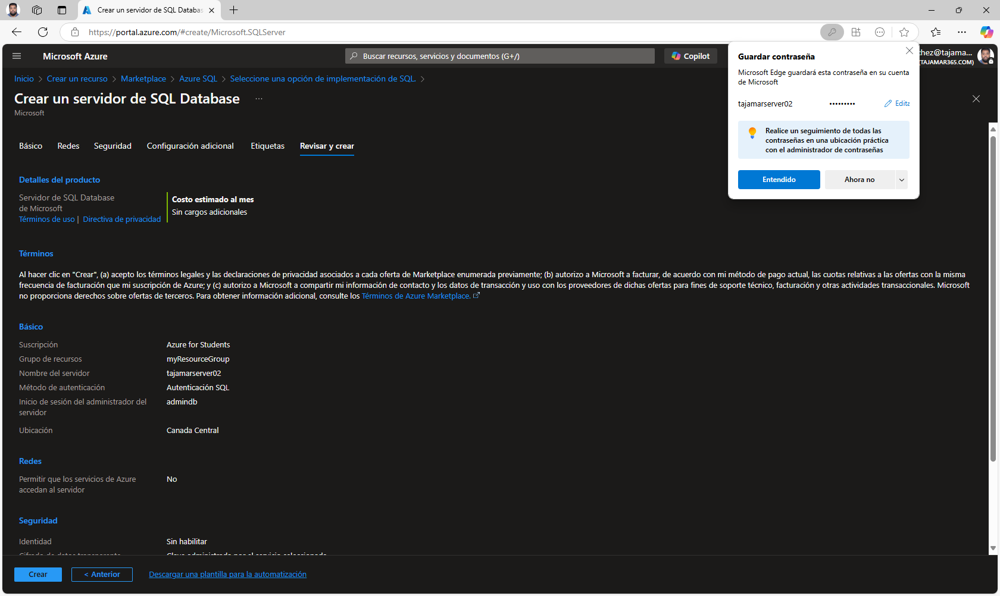 Crear un servidor de SQL Databas
https://portal.azure.com/#create/Microsoft.SQLServer
Microsoft Azure
Buscar recursos, servicios y documentos (G+/)
Copilot
chez@tajama...
(TAJAMAR365.COM)
Inicio > Crear un recurso > Marketplace > Azure SQL > Seleccione una opción de implementación de SQL. >
Crear un servidor de SQL Database ...
Microsoft
Guardar contraseña
Microsoft Edge guardará esta contraseña en su cuenta
de Microsoft
tajamarserver02 ••••••••• Edita
Realice un seguimiento de todas las
contraseñas en una ubicación práctica
con el administrador de contraseñas
Entendido Ahora no
Básico Redes Seguridad Configuración adicional Etiquetas Revisar y crear
Detalles del producto
Servidor de SQL Database
de Microsoft
Términos de uso | Directiva de privacidad
Costo estimado al mes
Sin cargos adicionales
Términos
Al hacer clic en "Crear", (a) acepto los términos legales y las declaraciones de privacidad asociados a cada oferta de Marketplace enumerada previamente; (b) autorizo a Microsoft a facturar, de acuerdo con mi método de pago actual, las cuotas relativas a las ofertas con la misma
frecuencia de facturación que mi suscripción de Azure; y (c) autorizo a Microsoft a compartir mi información de contacto y los datos de transacción y uso con los proveedores de dichas ofertas para fines de soporte técnico, facturación y otras actividades transaccionales. Microsoft
no proporciona derechos sobre ofertas de terceros. Para obtener información adicional, consulte los Términos de Azure Marketplace.
Básico
Suscripción Azure for Students
Grupo de recursos myResourceGroup
Nombre del servidor tajamarserver02
Método de autenticación Autenticación SQL
Inicio de sesión del administrador del
servidor
admindb
Ubicación Canada Central
Redes
Permitir que los servicios de Azure
accedan al servidor
No
Seguridad
Identidad Sin habilitar
Cifrado de datos transparente Clave administrada por el servicio seleccionada
Crear < Anterior Descargar una plantilla para la automatización